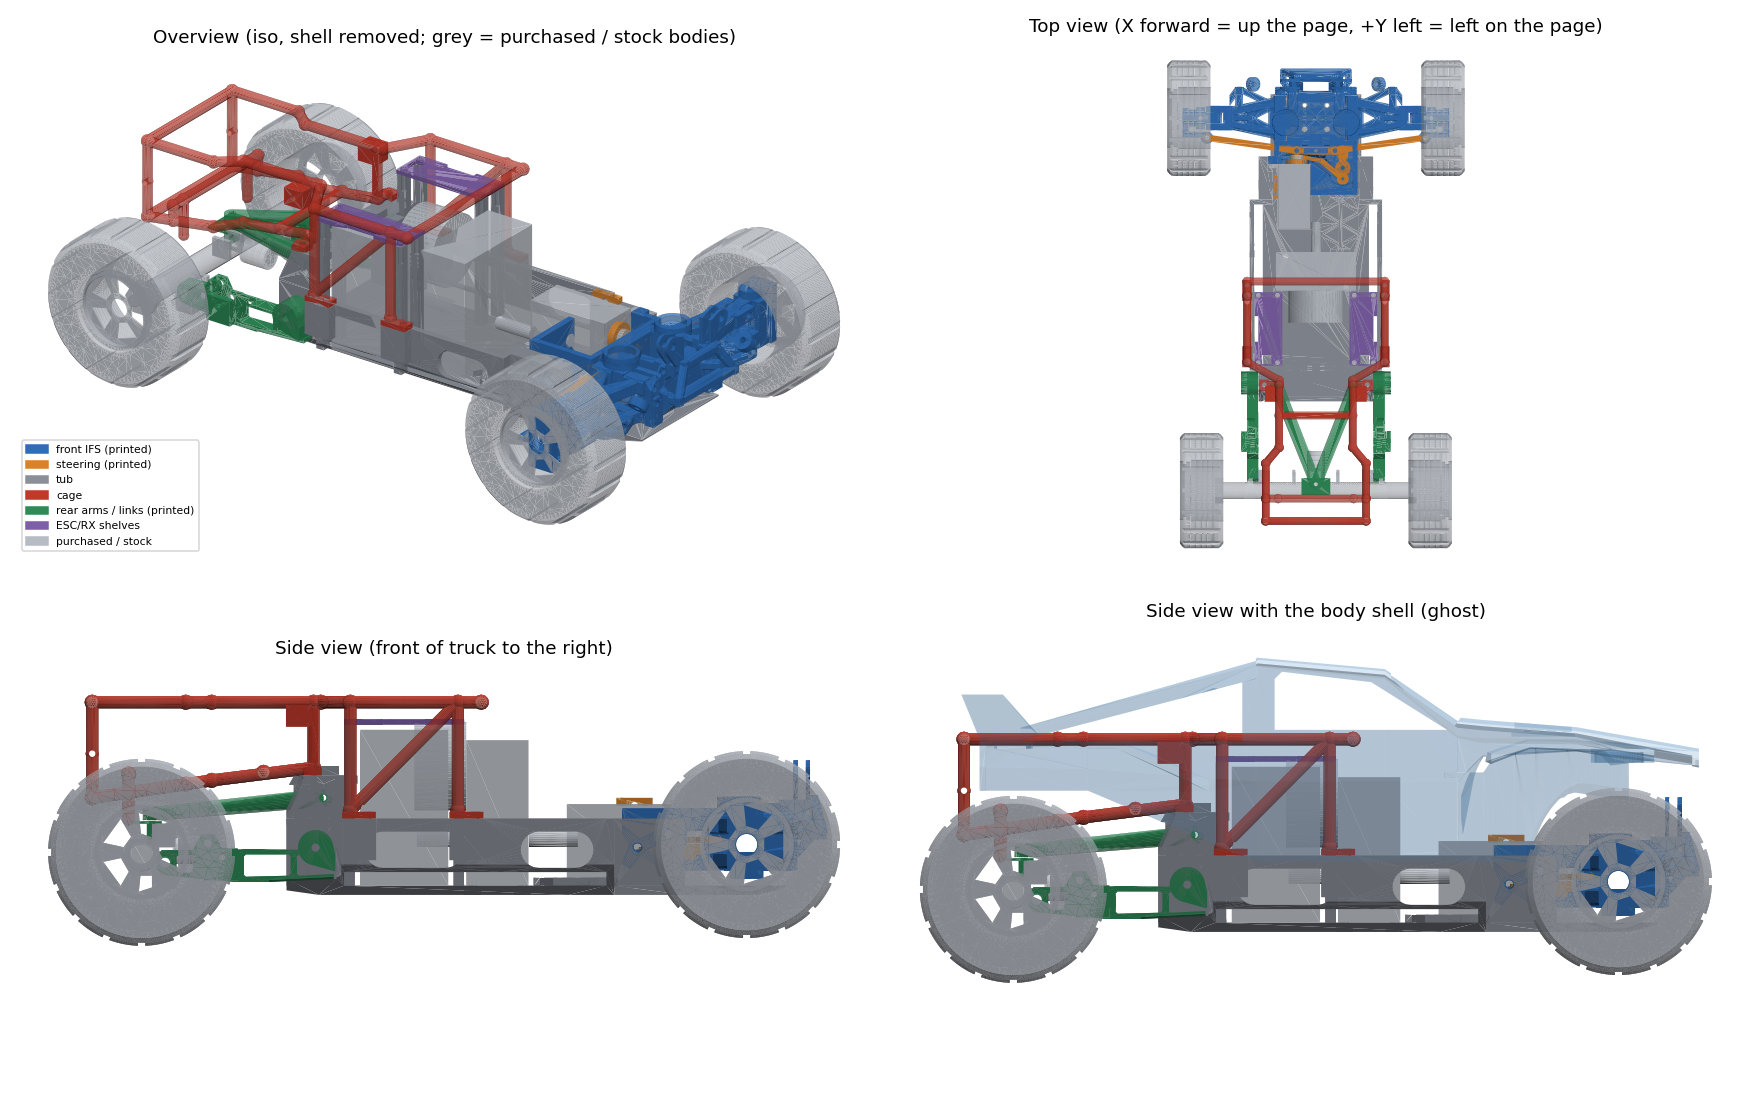 Overview (iso, shell removed; grey = purchased / stock bodies)
Top view (X forward = up the page, +Y left = left on the page)
front IFS (printed)
steering (printed)
tub
cage
rear arms / links (printed)
ESC/RX shelves
purchased / stock
Side view (front of truck to the right)
Side view with the body shell (ghost)